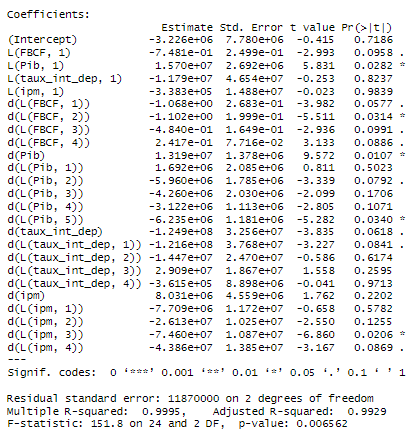 Coefficients:
Estimate Std. Error t value Pr(>|t|)
(Intercept) -3.226e+06 7.780e+06 -0.415 0.7186
L(FBCF, 1) -7.481e-01 2.499e-01 -2.993 0.0958 .
L(Pib, 1) 1.570e+07 2.692e+06 5.831 0.0282 *
L(taux_int_dep, 1) -1.179e+07 4.654e+07 -0.253 0.8237
L(ipm, 1) -3.383e+05 1.488e+07 -0.023 0.9839
d(L(FBCF, 1)) -1.068e+00 2.683e-01 -3.982 0.0577 .
d(L(FBCF, 2)) -1.102e+00 1.999e-01 -5.511 0.0314 *
d(L(FBCF, 3)) -4.840e-01 1.649e-01 -2.936 0.0991 .
d(L(FBCF, 4)) 2.417e-01 7.716e-02 3.133 0.0886 .
d(Pib) 1.319e+07 1.378e+06 9.572 0.0107 *
d(L(Pib, 1)) 1.692e+06 2.085e+06 0.811 0.5023
d(L(Pib, 2)) -5.960e+06 1.785e+06 -3.339 0.0792 .
d(L(Pib, 3)) -4.260e+06 2.030e+06 -2.099 0.1706
d(L(Pib, 4)) -3.122e+06 1.113e+06 -2.805 0.1071
d(L(Pib, 5)) -6.235e+06 1.181e+06 -5.282 0.0340 *
d(taux_int_dep) -1.249e+08 3.256e+07 -3.835 0.0618 .
d(L(taux_int_dep, 1)) -1.216e+08 3.768e+07 -3.227 0.0841 .
d(L(taux_int_dep, 2)) -1.447e+07 2.470e+07 -0.586 0.6174
d(L(taux_int_dep, 3)) 2.909e+07 1.867e+07 1.558 0.2595
d(L(taux_int_dep, 4)) -3.615e+05 8.898e+06 -0.041 0.9713
d(ipm) 8.031e+06 4.559e+06 1.762 0.2202
d(L(ipm, 1)) -7.709e+06 1.172e+07 -0.658 0.5782
d(L(ipm, 2)) -2.613e+07 1.025e+07 -2.550 0.1255
d(L(ipm, 3)) -7.460e+07 1.087e+07 -6.860 0.0206 *
d(L(ipm, 4)) -4.386e+07 1.385e+07 -3.167 0.0869 .
---
Signif. codes: 0 ‘***’ 0.001 ‘**’ 0.01 ‘*’ 0.05 ‘.’ 0.1 ‘ ’ 1
Residual standard error: 11870000 on 2 degrees of freedom
Multiple R-squared: 0.9995, Adjusted R-squared: 0.9929
F-statistic: 151.8 on 24 and 2 DF, p-value: 0.006562